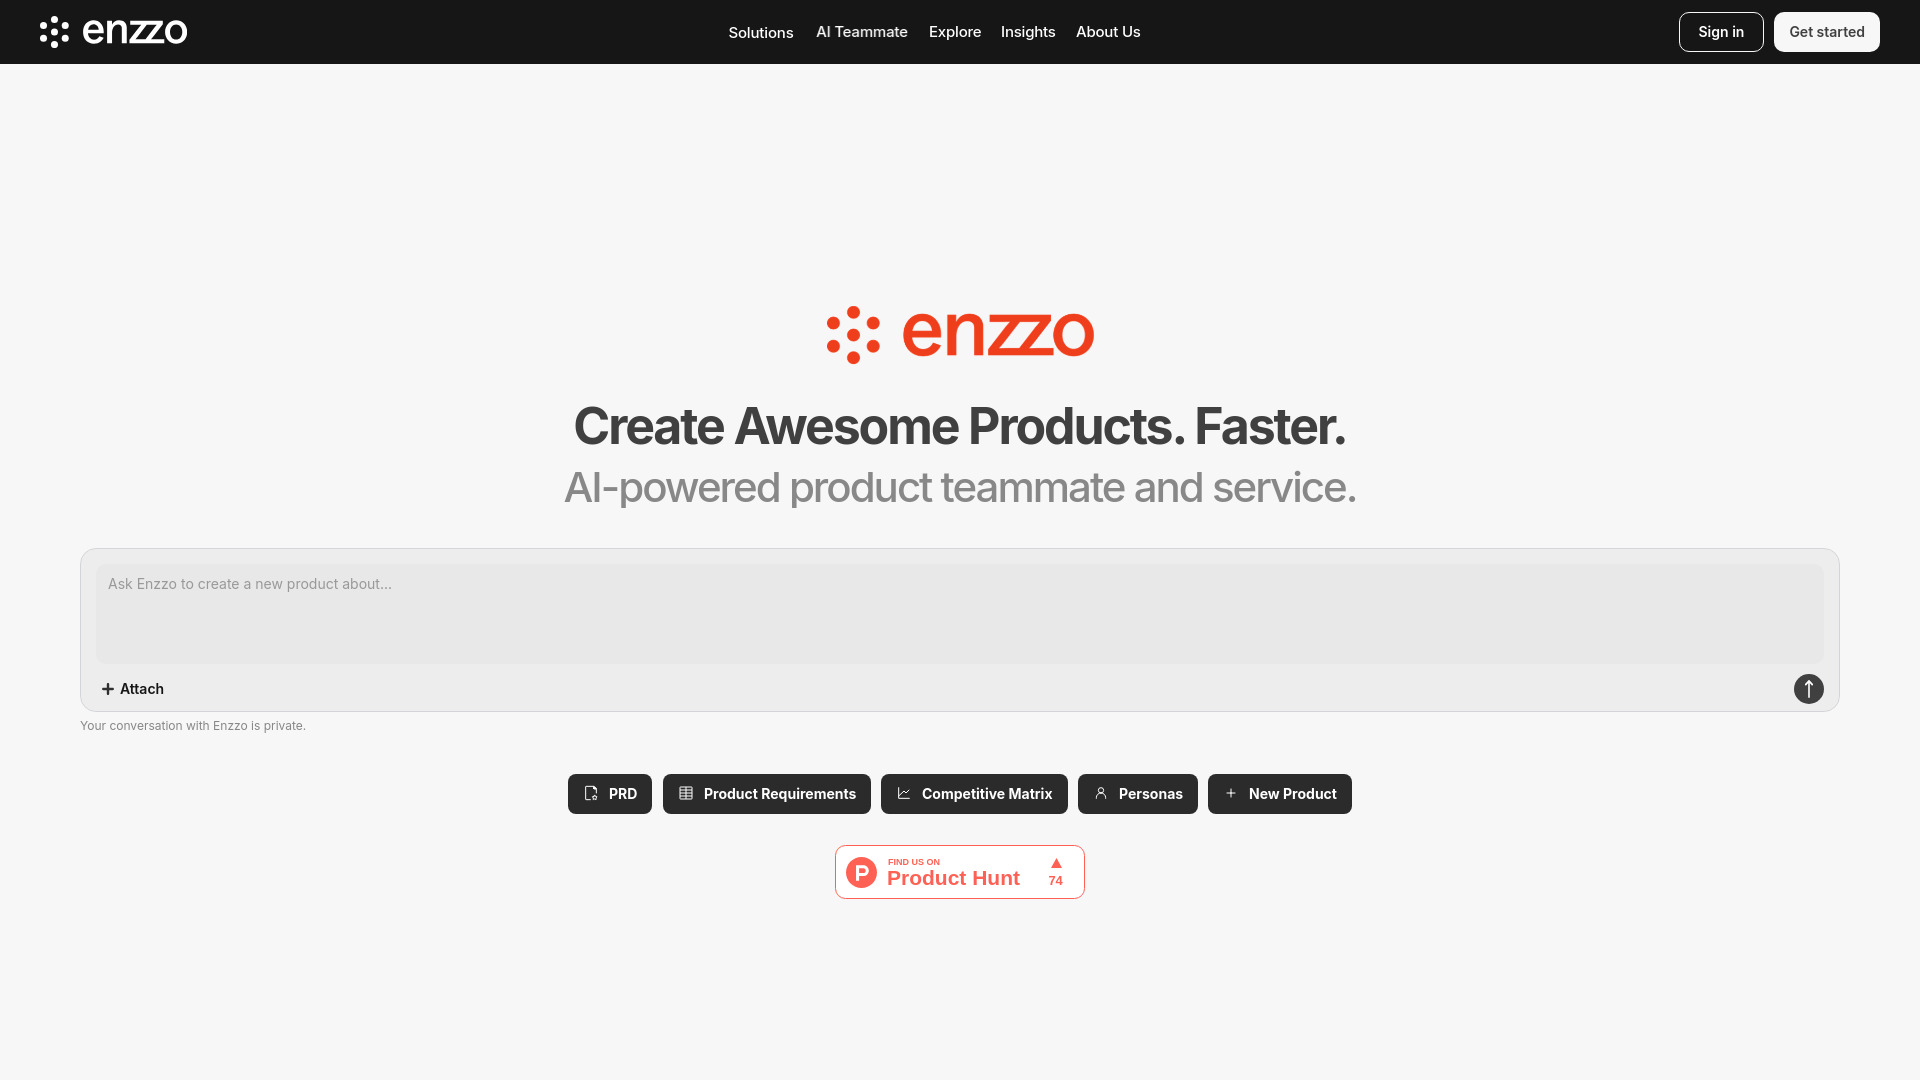 enzzo
Solutions
AI Teammate
Explore
Insights
About Us
Sign in
Get started
enzzo
Create Awesome Products. Faster.
AI-powered product teammate and service.
Ask Enzzo to create a new product about...
Attach
Your conversation with Enzzo is private.
PRD
Product Requirements
Competitive Matrix
Personas
New Product
P
FIND US ON
Product Hunt
74